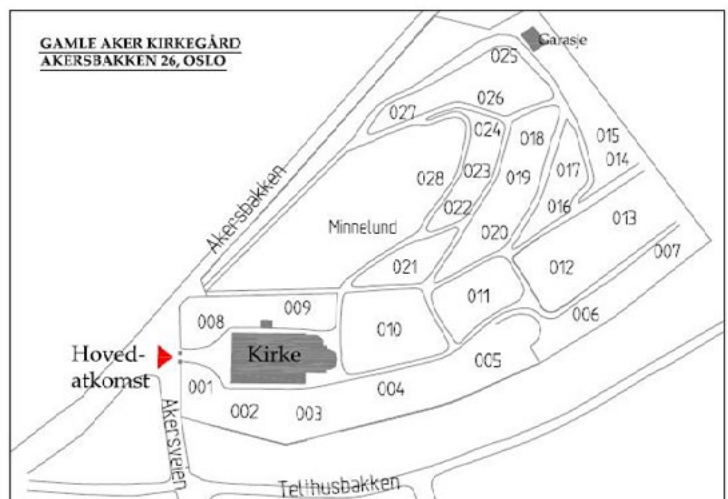 GAMLE AKER KIRKEGÅRD
AKERSBAKKEN 26, OSLO
Garasje
025
026
027
024
018
015
014
023
017
028
019
016
022
013
Akersbakken
Minnelund
020
007
021
012
009
011
006
008
010
Hoved-
atkomst
Kirke
005
001
004
002
003
Akersveien
Telthusbakken